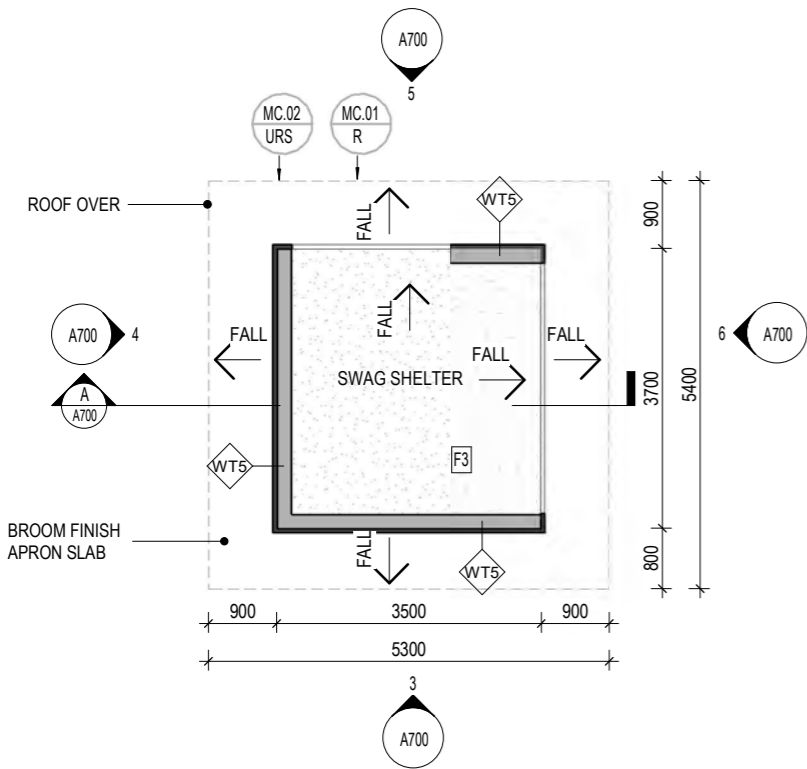 A700
5
MC.02
URS
MC.01
R
ROOF OVER
WT5
FALL
900
A700
4
FALL
FALL
FALL
6
A700
SWAG SHELTER
FALL
3700
5400
A
A700
WT5
F3
BROOM FINISH
APRON SLAB
FALL
WT5
800
900
3500
900
5300
3
A700